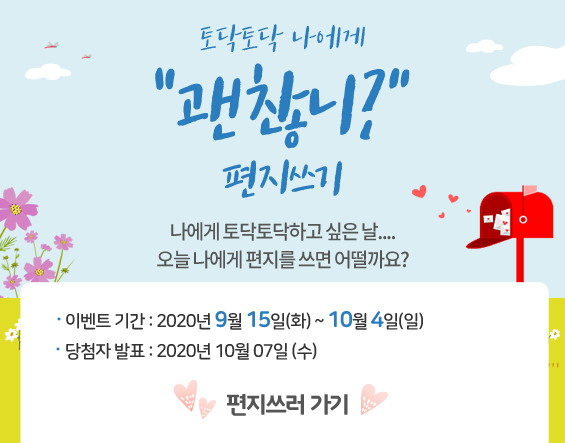 토닥토닥 나에게
"괜찮니?"
편지쓰기
나에게 토닥토닥하고 싶은 날....
오늘 나에게 편지를 쓰면 어떨까요?
· 이벤트 기간 : 2020년 9월 15일(화) ~ 10월 4일(일)
· 당첨자 발표 : 2020년 10월 07일 (수)
편지쓰러 가기